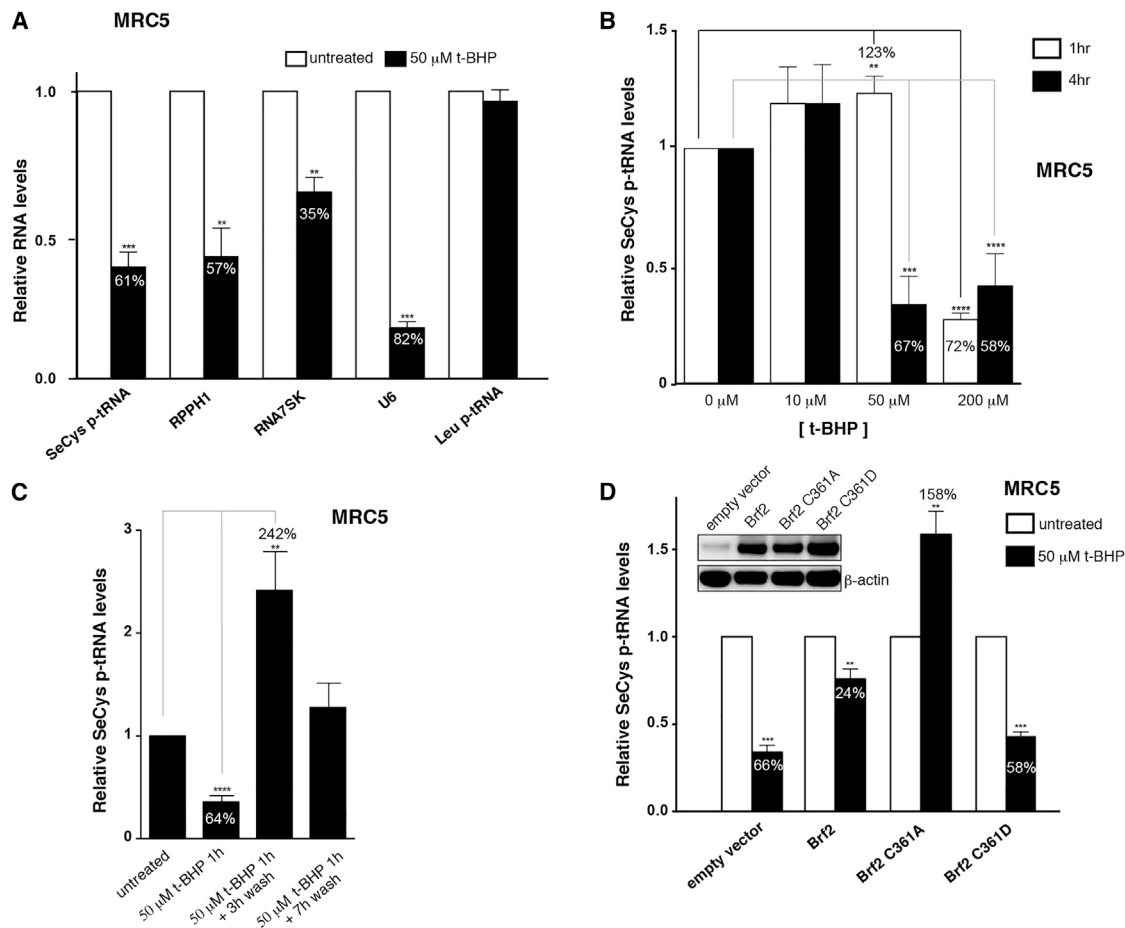 A
MRC5
untreated
50 µM t-BHP
Relative RNA levels
1.0
0.5
0.0
***
61%
**
57%
**
35%
***
82%
SeCys p-tRNA
RPPH1
RNA7SK
U6
Leu p-tRNA
B
1hr
4hr
MRC5
Relative SeCys p-tRNA levels
1.5
1
0.5
0
123%
**
***
67%
****
72%
****
58%
0 µM
10 µM
50 µM
200 µM
[ t-BHP ]
C
MRC5
Relative SeCys p-tRNA levels
3
2
1
0
****
64%
242%
**
untreated
50 µM t-BHP 1h
50 µM t-BHP 1h
+ 3h wash
50 µM t-BHP 1h
+ 7h wash
D
empty vector
Brf2
Brf2 C361A
Brf2 C361D
β-actin
MRC5
untreated
50 µM t-BHP
Relative SeCys p-tRNA levels
1.5
1.0
0.5
0.0
***
66%
**
24%
158%
**
***
58%
empty vector
Brf2
Brf2 C361A
Brf2 C361D